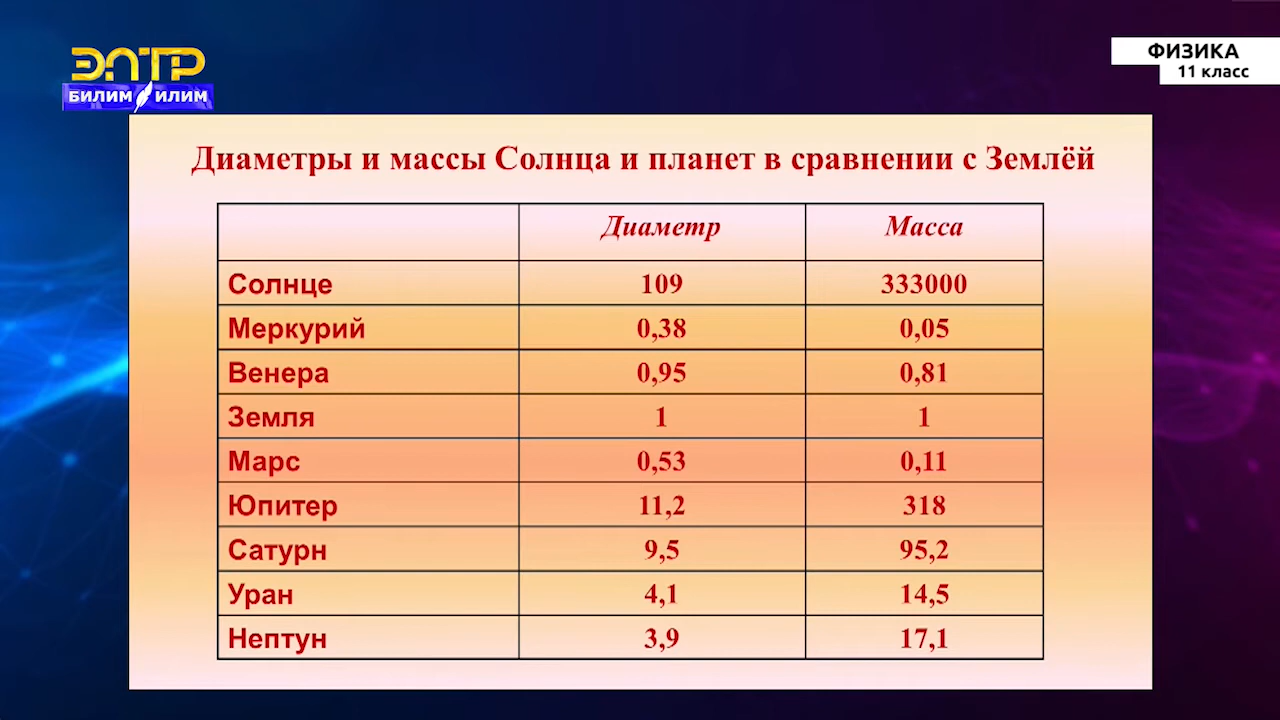 ЭЛТР
БИЛИМ ИЛИМ
ФИЗИКА
11 класс
Диаметры и массы Солнца и планет в сравнении с Землёй
Диаметр Масса
Солнце 109 333000
Меркурий 0,38 0,05
Венера 0,95 0,81
Земля 1 1
Марс 0,53 0,11
Юпитер 11,2 318
Сатурн 9,5 95,2
Уран 4,1 14,5
Нептун 3,9 17,1